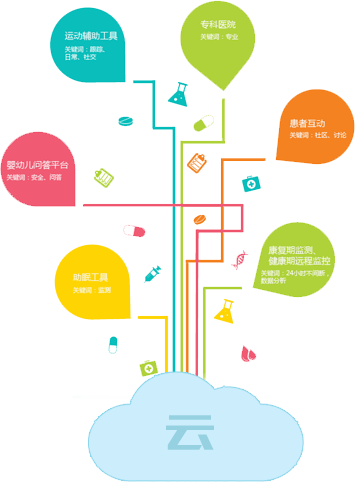 专科医院
关键词：专业
运动辅助工具
关键词：跟踪、
日常、社交
患者互动
关键词：社区、讨论
婴幼儿问答平台
关键词：安全、问答
康复期监测、
健康期远程监控
关键词：24小时不间断，
数据分析
助眠工具
关键词：监测
云